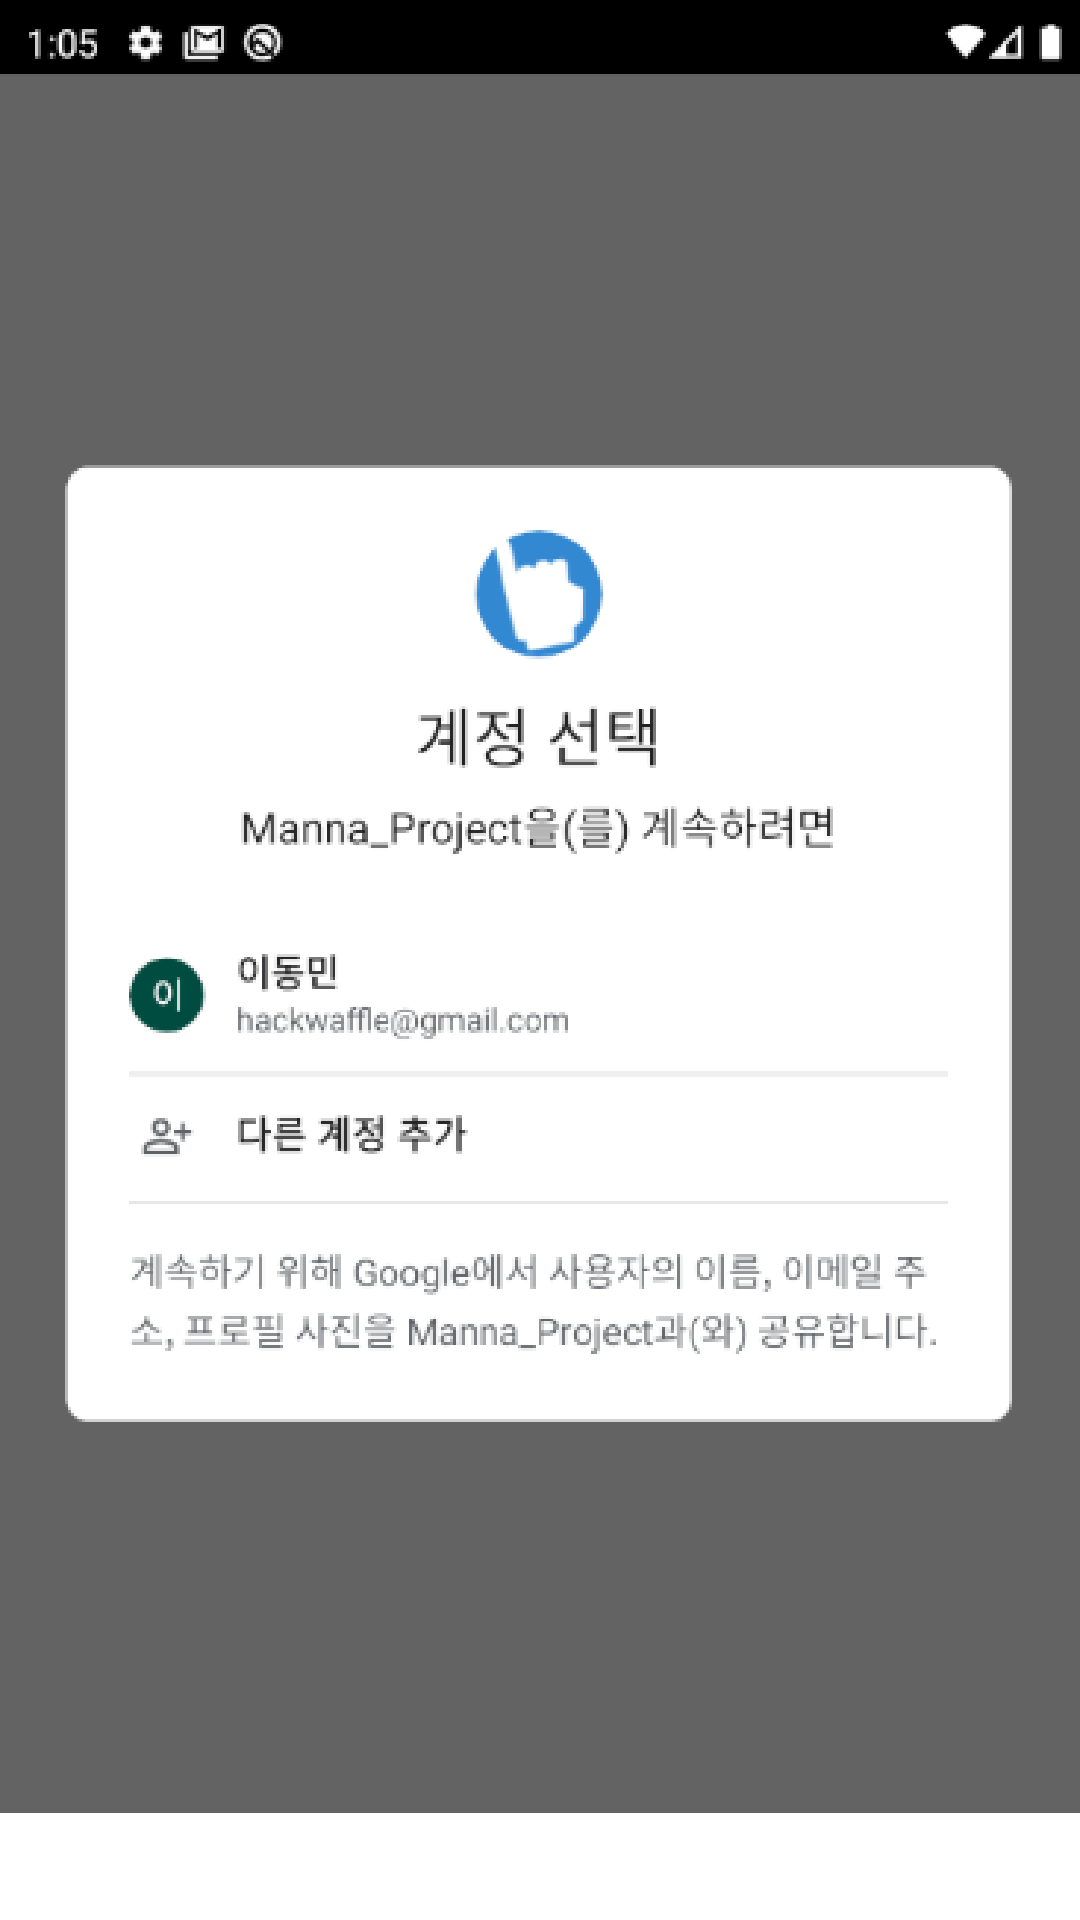 1:05
계정 선택
Manna_Project을(를) 계속하려면
이
이동민
hackwaffle@gmail.com
다른 계정 추가
계속하기 위해 Google에서 사용자의 이름, 이메일 주
소, 프로필 사진을 Manna_Project과(와) 공유합니다.